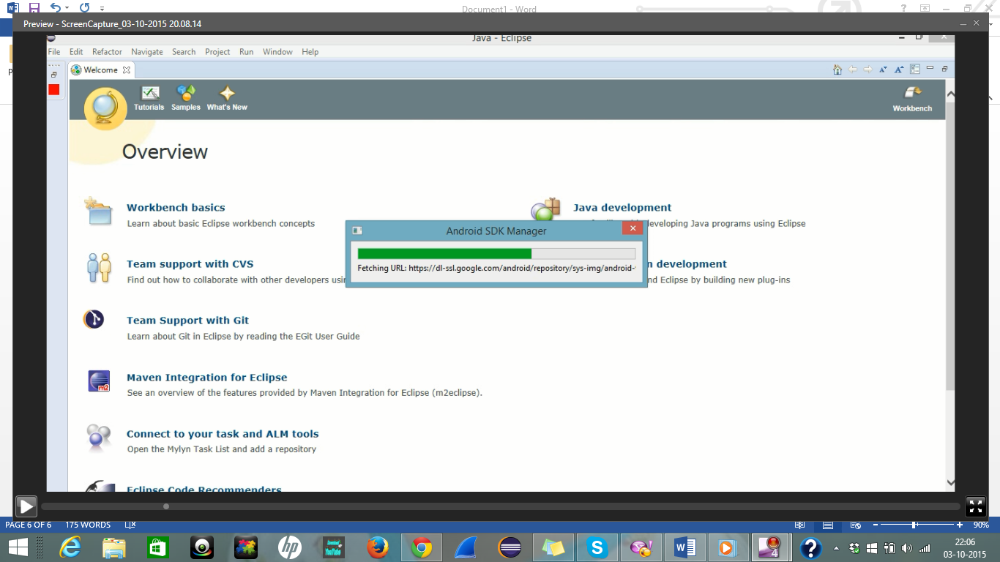 Document1 - Word
Preview - ScreenCapture_03-10-2015 20.08.14
Java - Eclipse
File Edit Refactor Navigate Search Project Run Window Help
Welcome
Tutorials Samples What's New Workbench
Overview
Workbench basics
Learn about basic Eclipse workbench concepts
Java development
developing Java programs using Eclipse
Android SDK Manager
Fetching URL: https://dl-ssl.google.com/android/repository/sys-img/android-
Team support with CVS
Find out how to collaborate with other developers
development
Eclipse by building new plug-ins
Team Support with Git
Learn about Git in Eclipse by reading the EGit User Guide
Maven Integration for Eclipse
See an overview of the features provided by Maven Integration for Eclipse (m2eclipse).
Connect to your task and ALM tools
Open the Mylyn Task List and add a repository
Eclipse Code Recommenders
PAGE 6 OF 6 175 WORDS 90%
22:06
03-10-2015